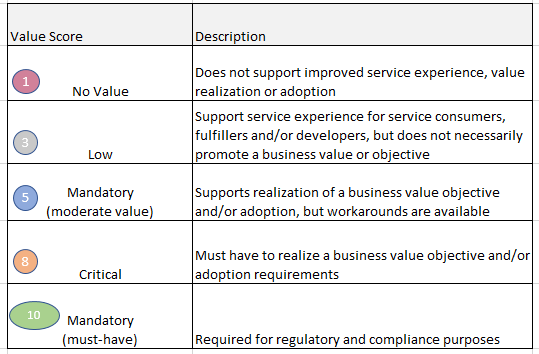 Value Score Description
1
No Value
Does not support improved service experience, value
realization or adoption
3
Low
Support service experience for service consumers,
fulfillers and/or developers, but does not necessarily
promote a business value or objective
5
Mandatory
(moderate value)
Supports realization of a business value objective
and/or adoption, but workarounds are available
8
Critical
Must have to realize a business value objective and/or
adoption requirements
10
Mandatory
(must-have)
Required for regulatory and compliance purposes